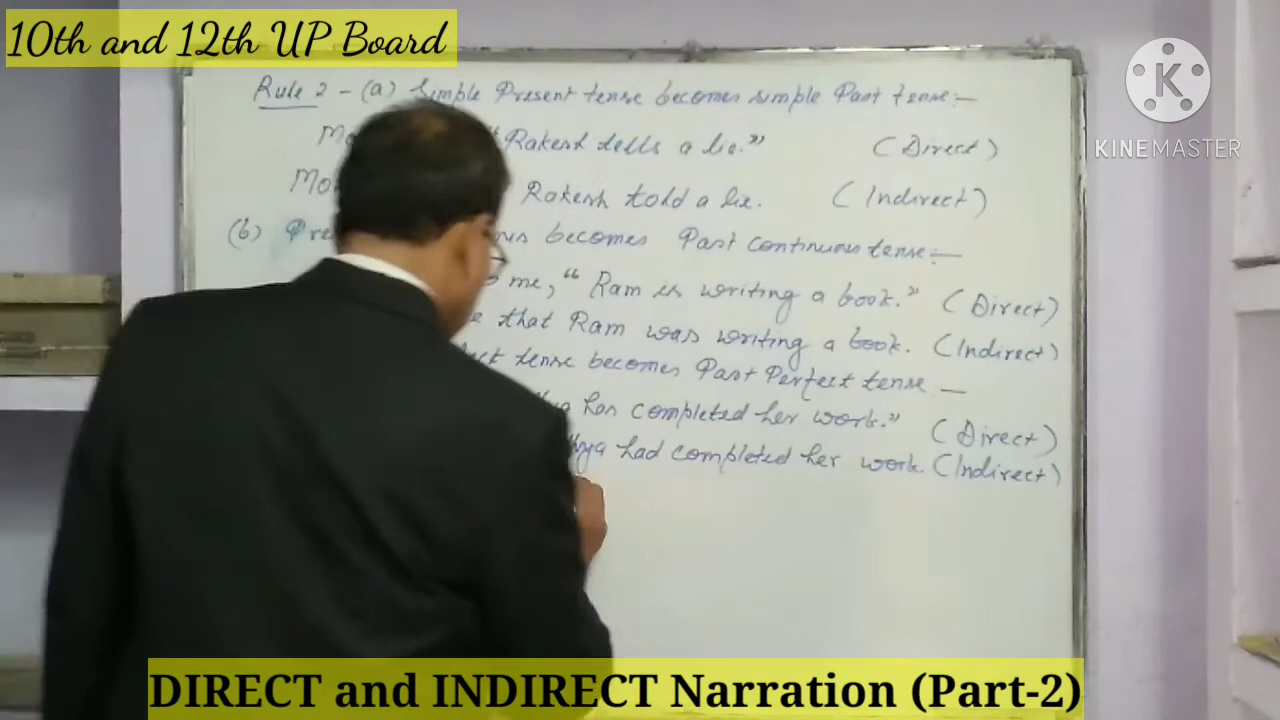 10th and 12th UP Board
KINEMASTER
Rule 2 - (a) Simple Present tense becomes simple Past tense:-
"Rakesh tells a lie." (Direct)
Rakesh told a lie. (Indirect)
(b) becomes Past continuous tense:-
me, "Ram is writing a book." (Direct)
that Ram was writing a book. (Indirect)
tense becomes Past Perfect tense -
has completed her work." (Direct)
had completed her work. (Indirect)
DIRECT and INDIRECT Narration (Part-2)